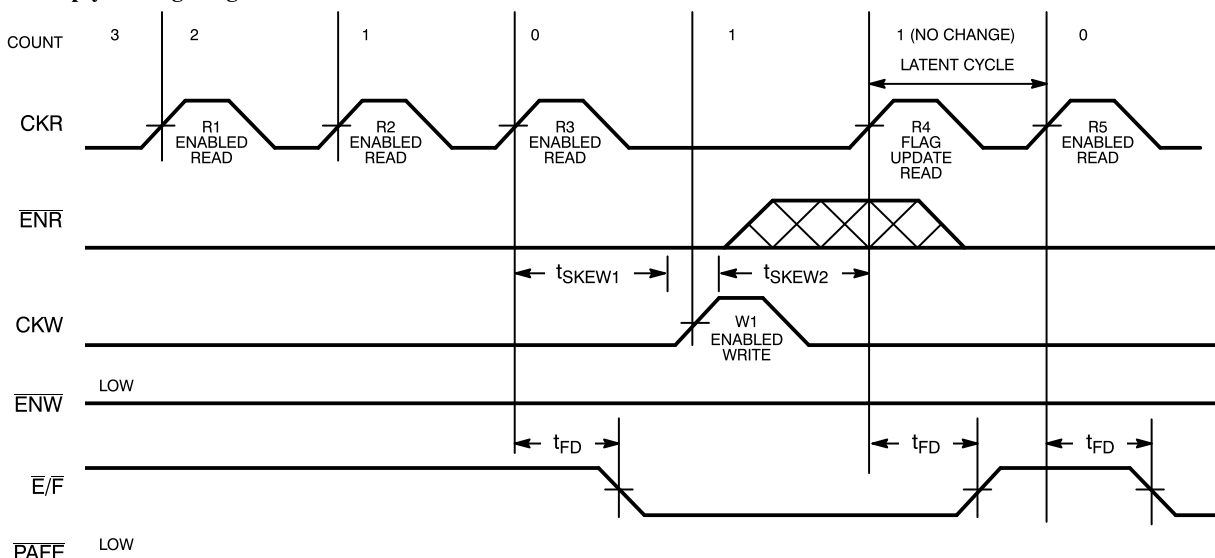 COUNT 3 2 1 0 1 1 (NO CHANGE) 0
LATENT CYCLE
CKR
R1 ENABLED READ
R2 ENABLED READ
R3 ENABLED READ
R4 FLAG UPDATE READ
R5 ENABLED READ
ENR
tSKEW1 tSKEW2
CKW
W1 ENABLED WRITE
LOW
ENW
tFD tFD tFD
E/F
LOW
PAFE